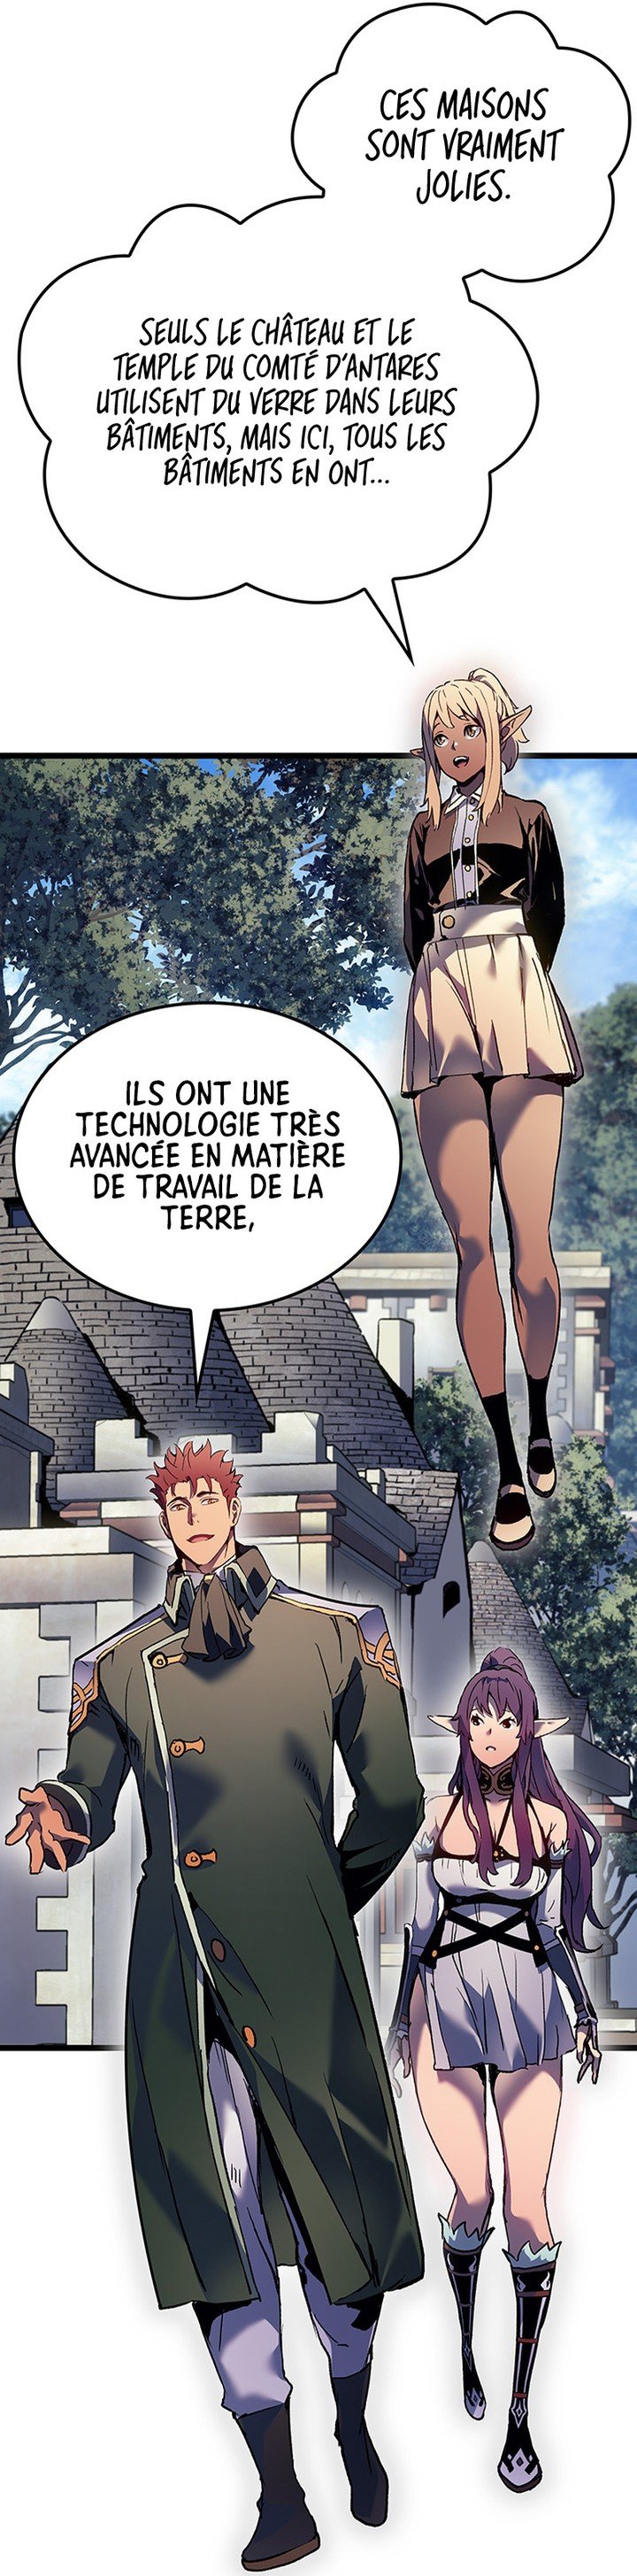 CES MAISONS
SONT VRAIMENT
JOLIES.
SEULS LE CHÂTEAU ET LE
TEMPLE DU COMTÉ D'ANTARES
UTILISENT DU VERRE DANS LEURS
BÂTIMENTS, MAIS ICI, TOUS LES
BÂTIMENTS EN ONT...
ILS ONT UNE
TECHNOLOGIE TRÈS
AVANCÉE EN MATIÈRE
DE TRAVAIL DE LA
TERRE,